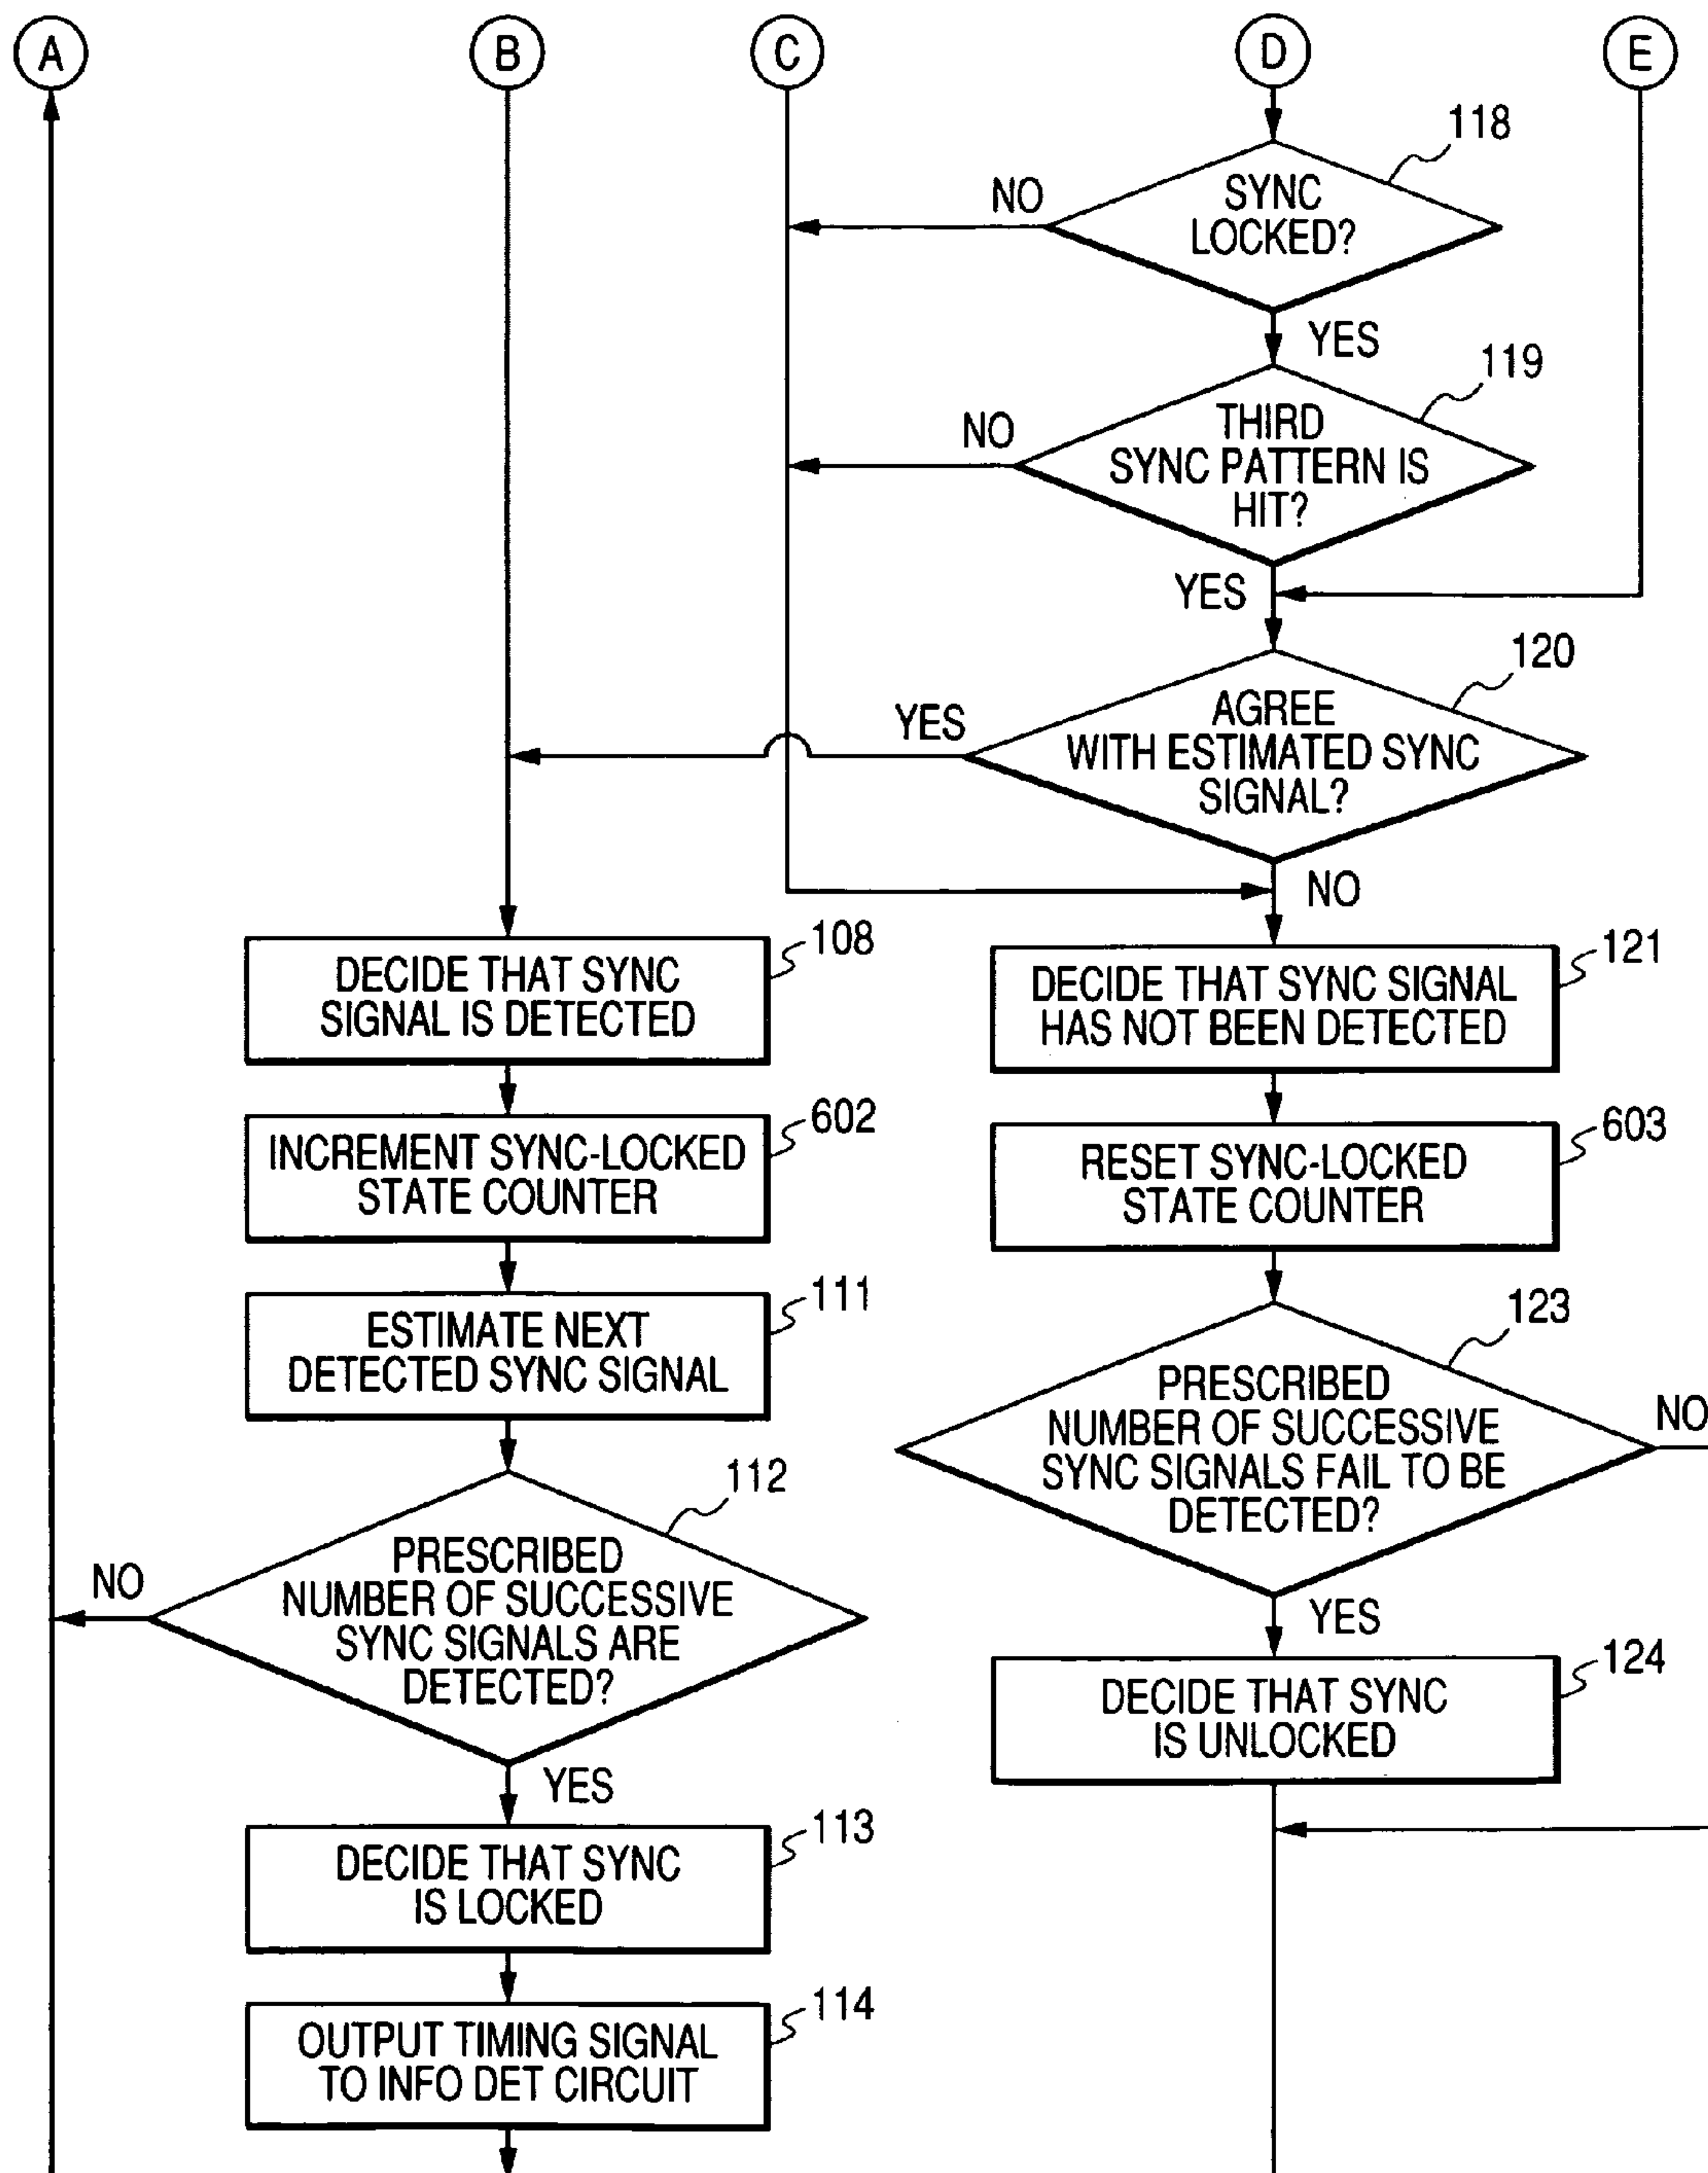 A
B
C
D
E
118
SYNC
LOCKED?
NO
YES
119
THIRD
SYNC PATTERN IS
HIT?
NO
YES
120
AGREE
WITH ESTIMATED SYNC
SIGNAL?
YES
NO
108
DECIDE THAT SYNC
SIGNAL IS DETECTED
602
INCREMENT SYNC-LOCKED
STATE COUNTER
111
ESTIMATE NEXT
DETECTED SYNC SIGNAL
112
PRESCRIBED
NUMBER OF SUCCESSIVE
SYNC SIGNALS ARE
DETECTED?
NO
YES
113
DECIDE THAT SYNC
IS LOCKED
114
OUTPUT TIMING SIGNAL
TO INFO DET CIRCUIT
121
DECIDE THAT SYNC SIGNAL
HAS NOT BEEN DETECTED
603
RESET SYNC-LOCKED
STATE COUNTER
123
PRESCRIBED
NUMBER OF SUCCESSIVE
SYNC SIGNALS FAIL TO BE
DETECTED?
NO
YES
124
DECIDE THAT SYNC
IS UNLOCKED